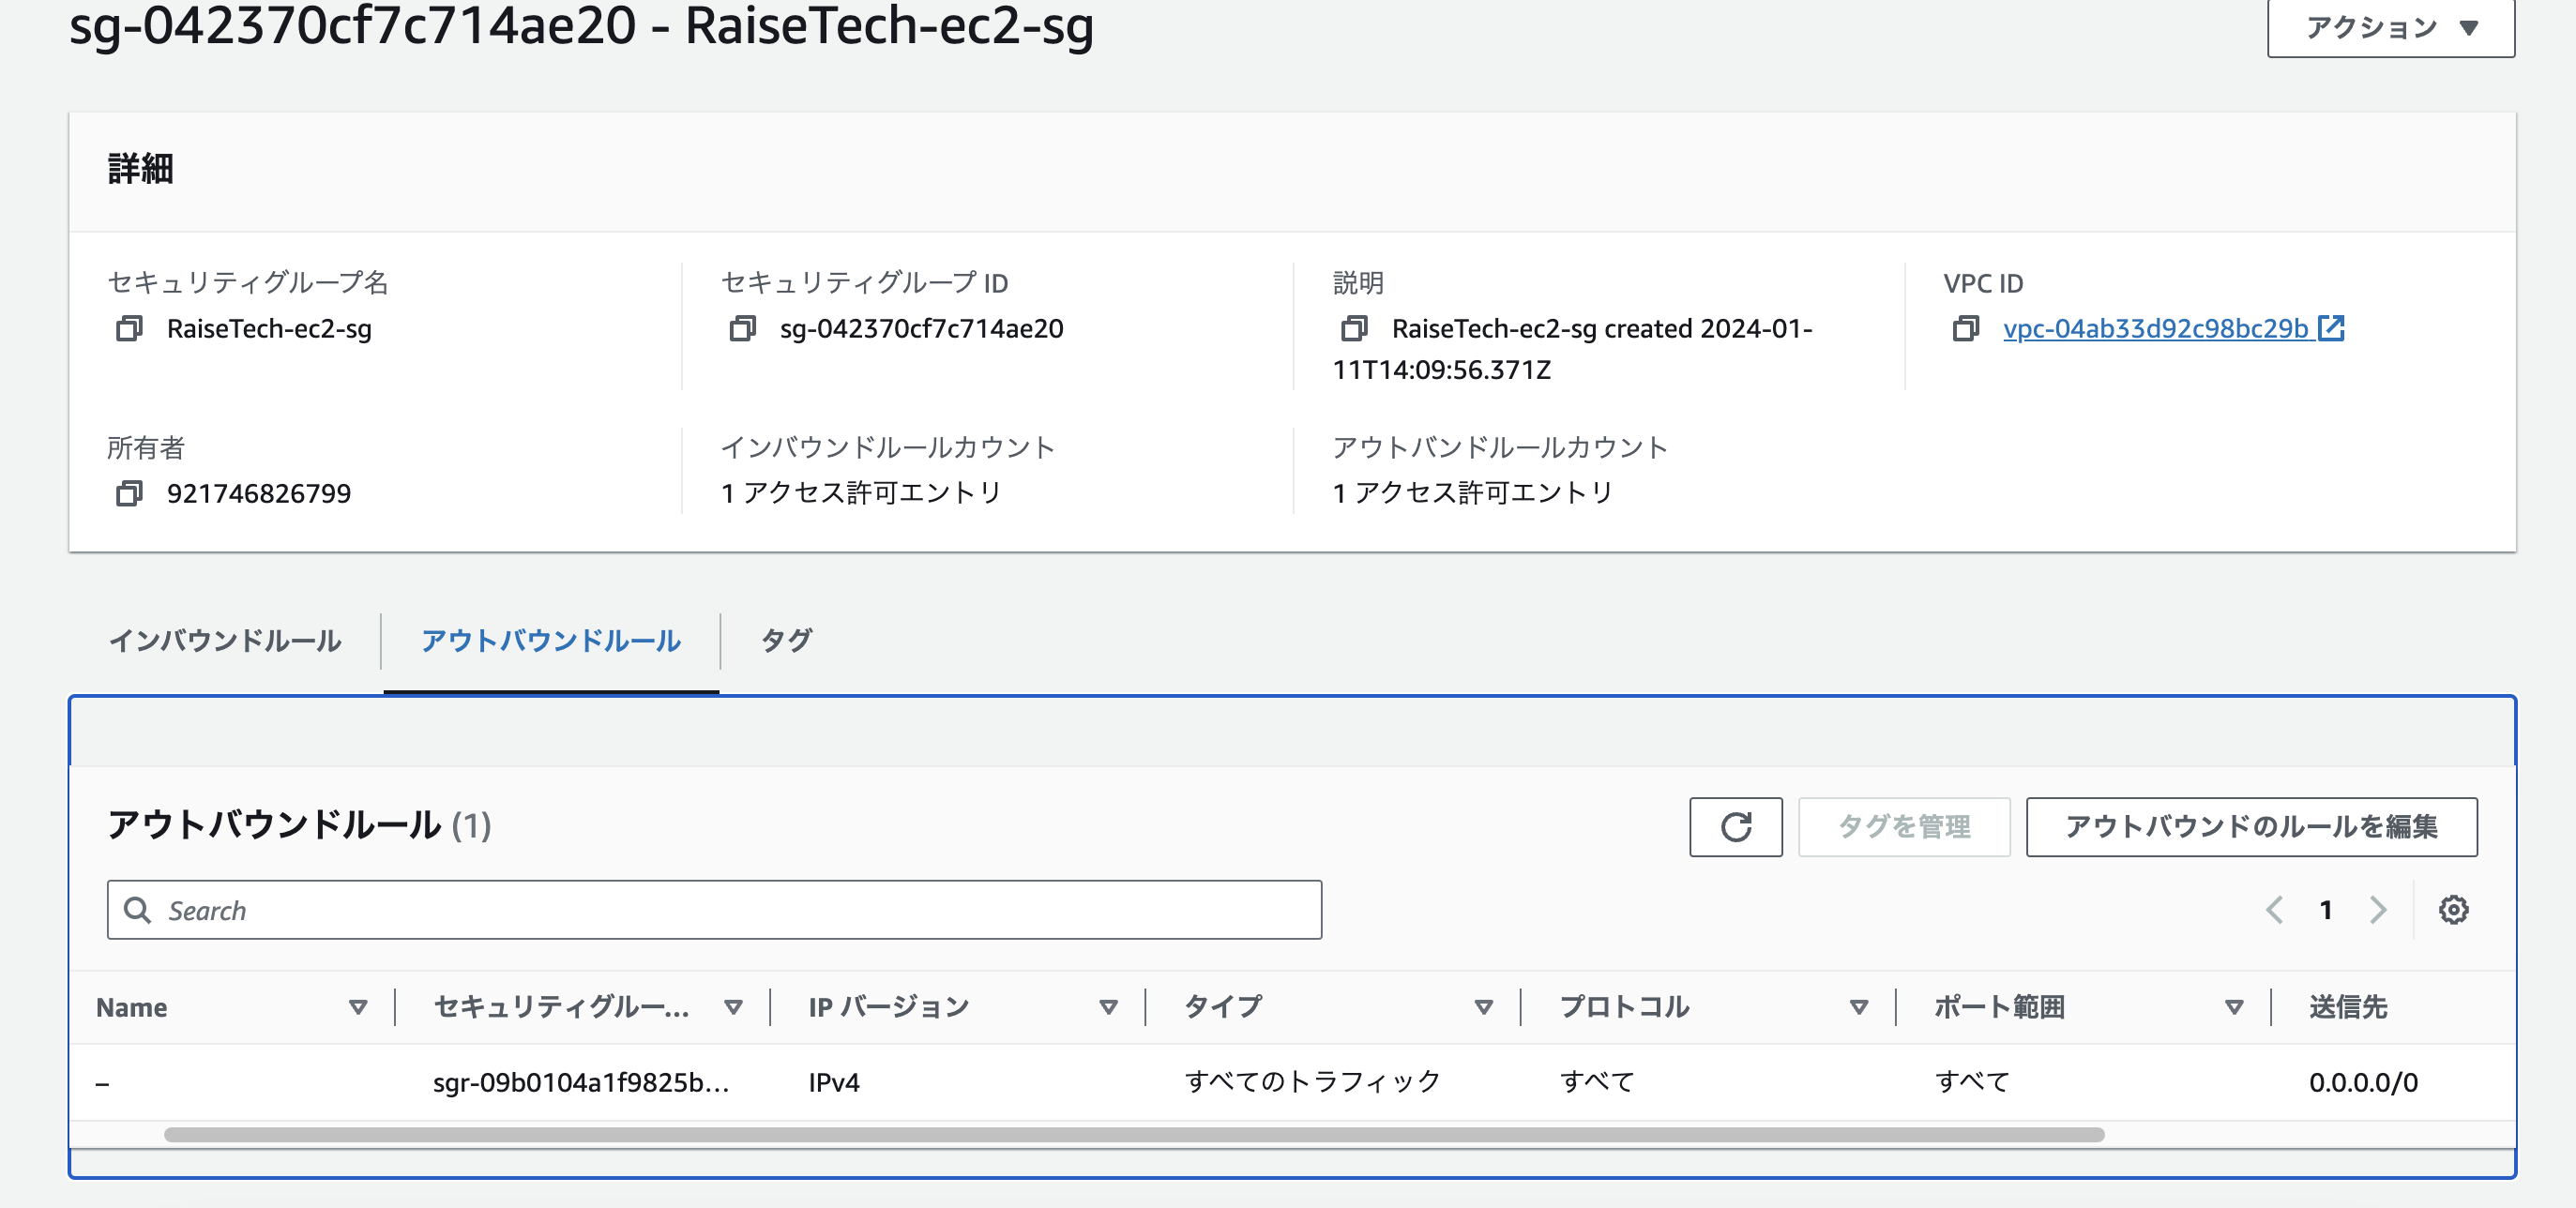 sg-042370cf7c714ae20 - RaiseTech-ec2-sg
アクション
詳細
セキュリティグループ名
RaiseTech-ec2-sg
セキュリティグループ ID
sg-042370cf7c714ae20
説明
RaiseTech-ec2-sg created 2024-01-
11T14:09:56.371Z
VPC ID
vpc-04ab33d92c98bc29b
所有者
921746826799
インバウンドルールカウント
1 アクセス許可エントリ
アウトバンドルールカウント
1 アクセス許可エントリ
インバウンドルール
アウトバウンドルール
タグ
アウトバウンドルール (1)
タグを管理
アウトバウンドのルールを編集
Search
1
Name
セキュリティグルー...
IP バージョン
タイプ
プロトコル
ポート範囲
送信先
–
sgr-09b0104a1f9825b...
IPv4
すべてのトラフィック
すべて
すべて
0.0.0.0/0